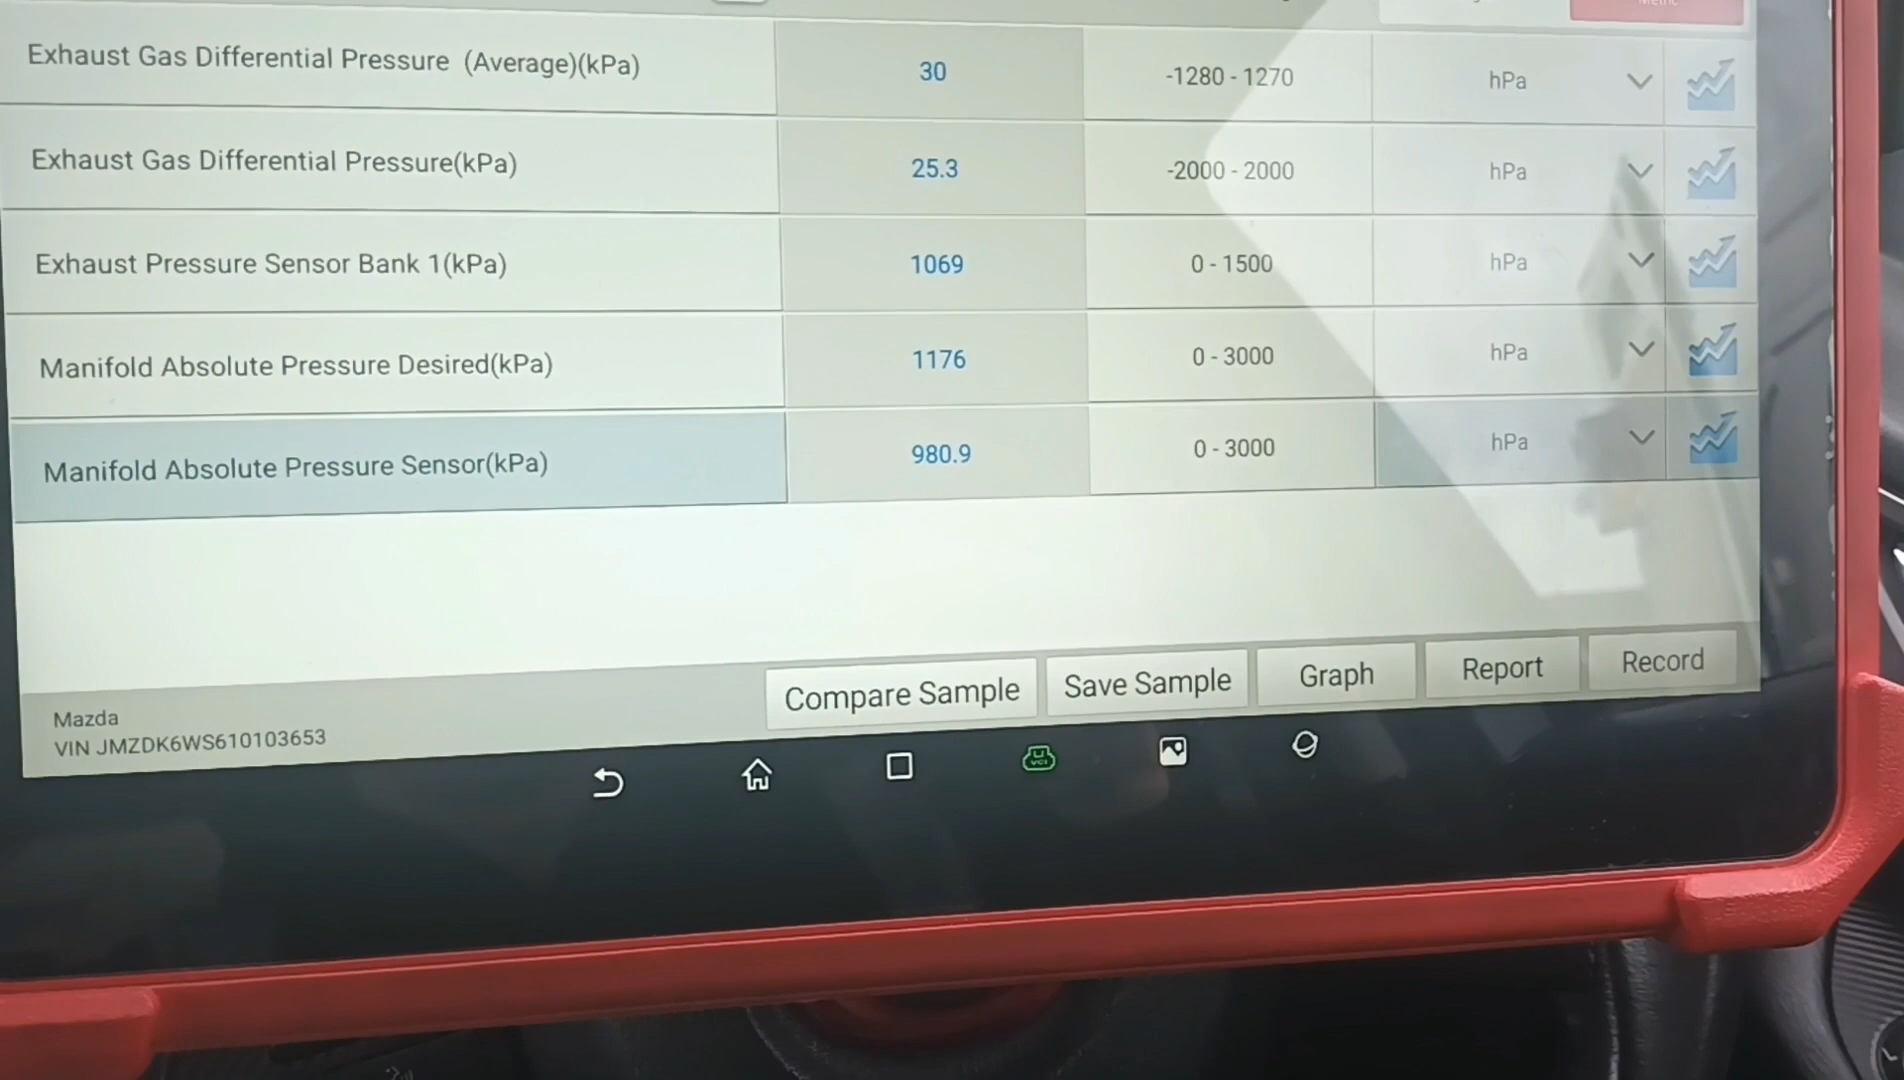 Metric
Exhaust Gas Differential Pressure (Average)(kPa) 30 -1280 - 1270 hPa
Exhaust Gas Differential Pressure(kPa) 25.3 -2000 - 2000 hPa
Exhaust Pressure Sensor Bank 1(kPa) 1069 0 - 1500 hPa
Manifold Absolute Pressure Desired(kPa) 1176 0 - 3000 hPa
Manifold Absolute Pressure Sensor(kPa) 980.9 0 - 3000 hPa
Compare Sample Save Sample Graph Report Record
Mazda
VIN JMZDK6WS610103653
VCI